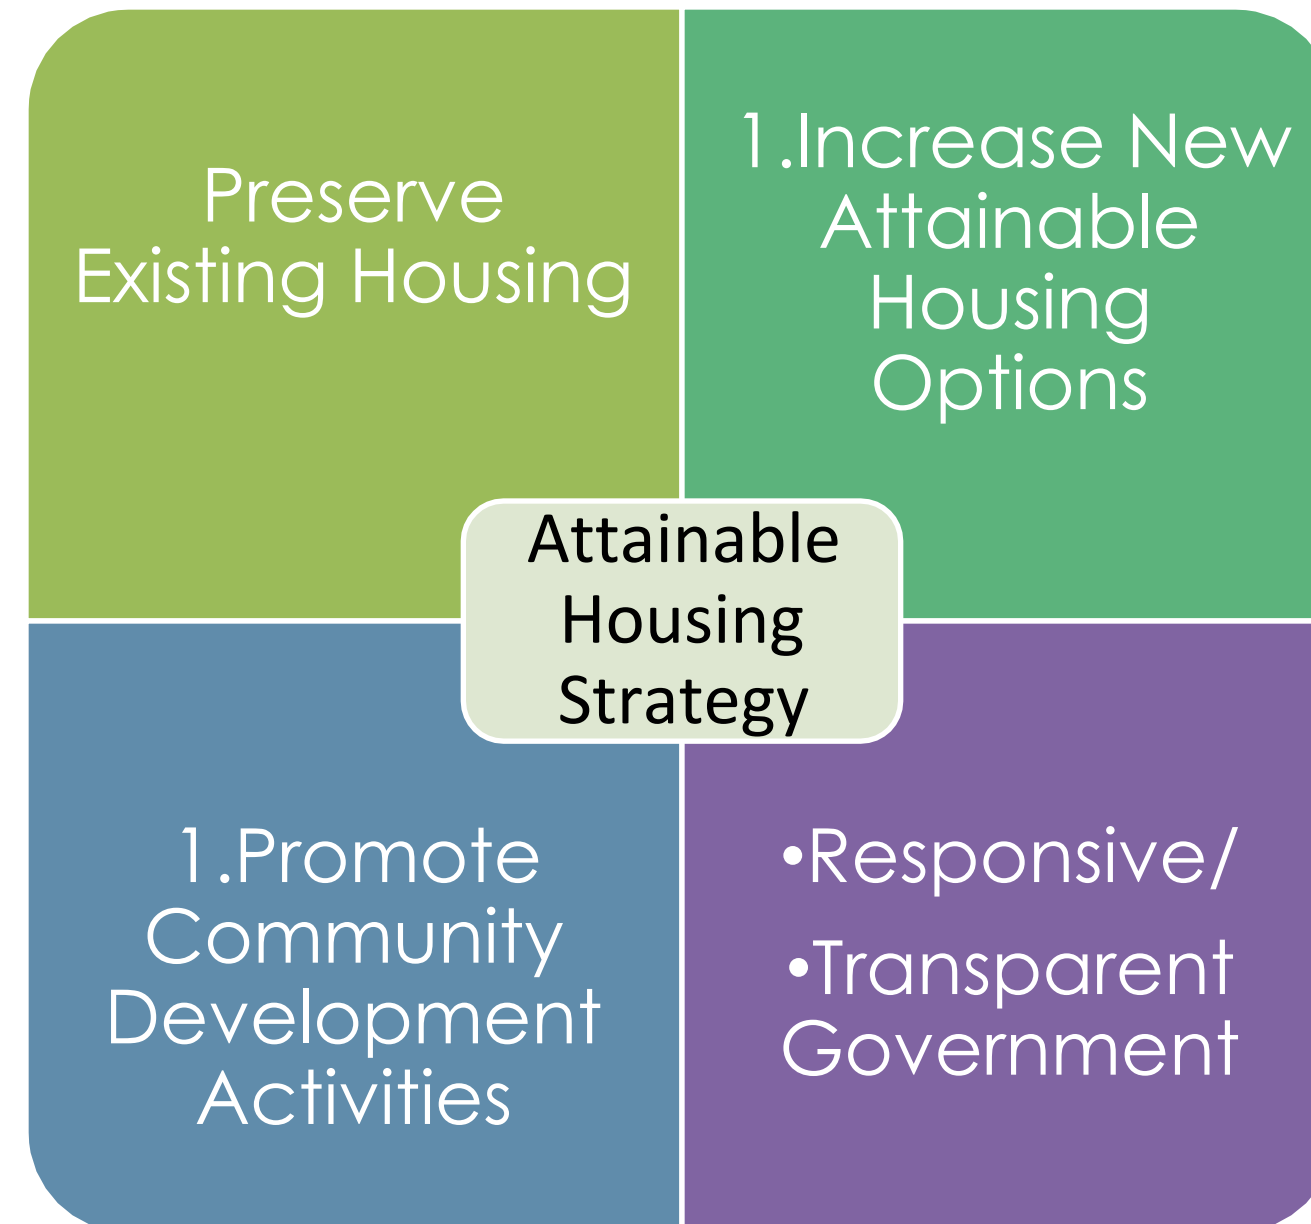 Preserve
Existing Housing
1.Increase New
Attainable
Housing
Options
Attainable
Housing
Strategy
1.Promote
Community
Development
Activities
•Responsive/
•Transparent
Government